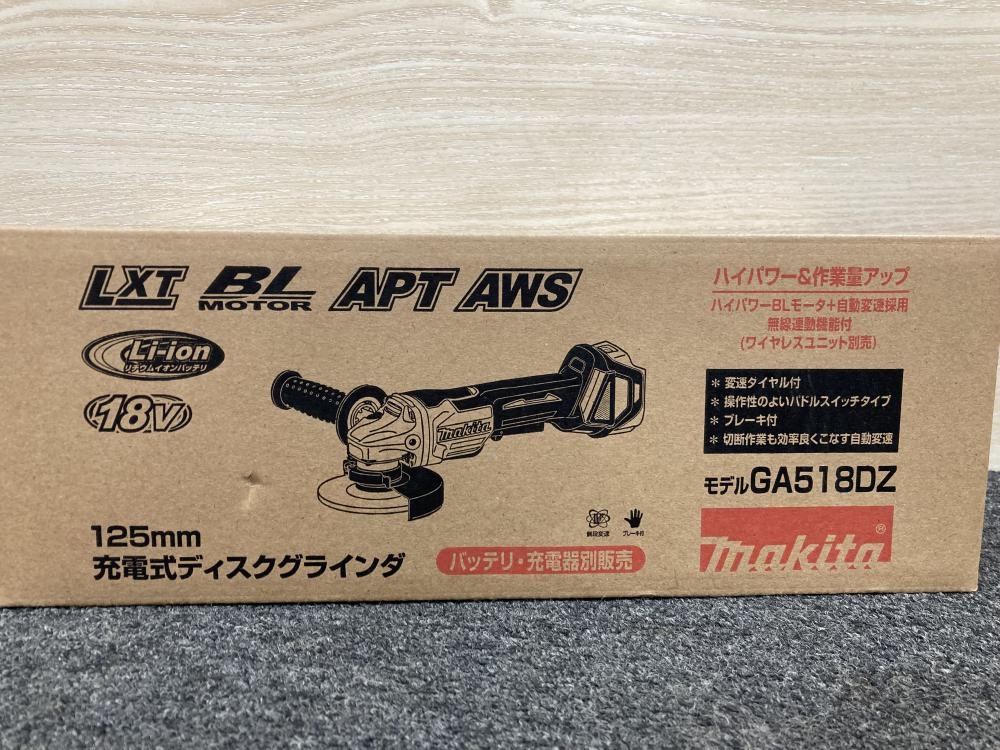 LXT BL MOTOR APT AWS
Li-ion
リチウムイオンバッテリ
18V
makita
125mm
充電式ディスクグラインダ
ブレーキ付
バッテリ・充電器別販売
ハイパワー&作業量アップ
ハイパワーBLモータ+自動変速採用
無線連動機能付
(ワイヤレスユニット別売)
* 変速ダイヤル付
* 操作性のよいパドルスイッチタイプ
* ブレーキ付
* 切断作業も効率良くこなす自動変速
モデルGA518DZ
makita®